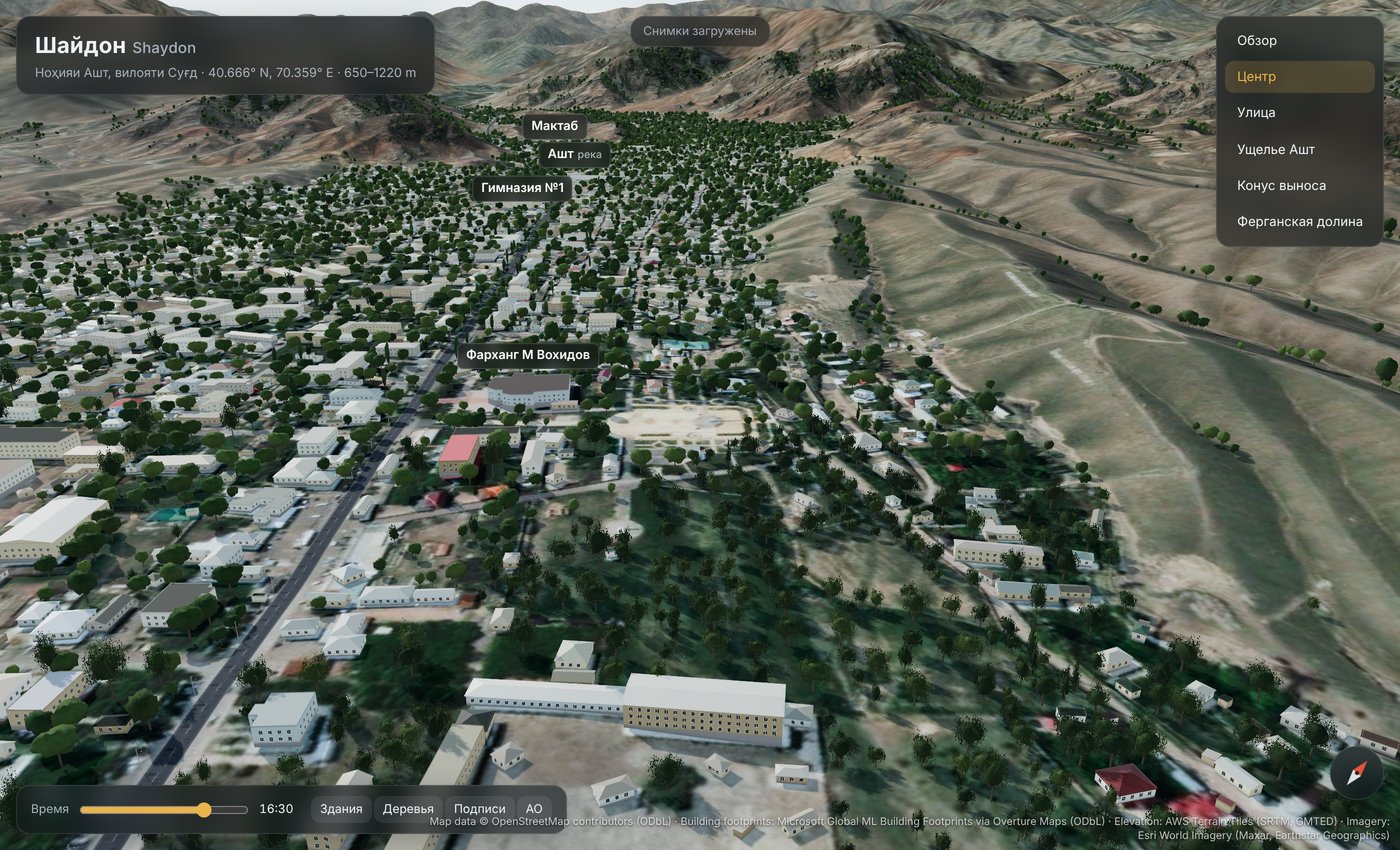 Шайдон Shaydon
Ноҳияи Ашт, вилояти Суғд · 40.666° N, 70.359° E · 650–1220 m
Снимки загружены
Обзор
Центр
Улица
Ущелье Ашт
Конус выноса
Ферганская долина
Мактаб
Ашт река
Гимназия №1
Фарханг М Вохидов
Время 16:30 Здания Деревья Подписи AO
Map data © OpenStreetMap contributors (ODbL) · Building footprints: Microsoft Global ML Building Footprints via Overture Maps (ODbL) · Elevation: AWS Terrain Tiles (SRTM, GMTED) · Imagery:
Esri World Imagery (Maxar, Earthstar Geographics)